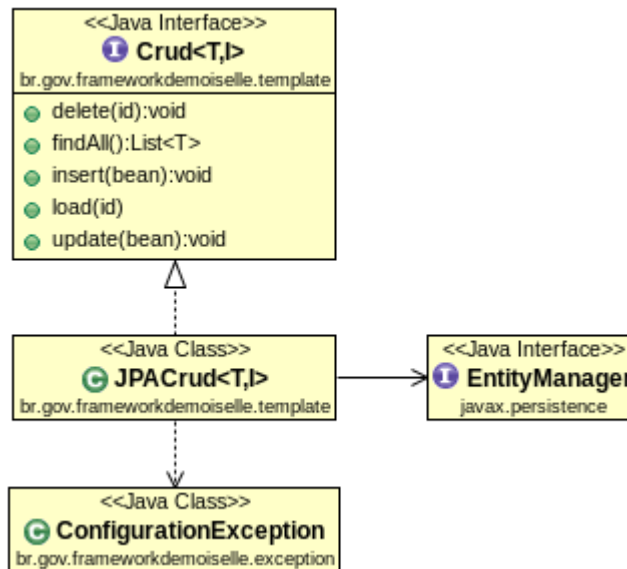 <<Java Interface>>
I Crud<T,I>
br.gov.frameworkdemoiselle.template
delete(id):void
findAll():List<T>
insert(bean):void
load(id)
update(bean):void
<<Java Class>>
C JPACrud<T,I>
br.gov.frameworkdemoiselle.template
<<Java Interface>>
I EntityManager
javax.persistence
<<Java Class>>
C ConfigurationException
br.gov.frameworkdemoiselle.exception